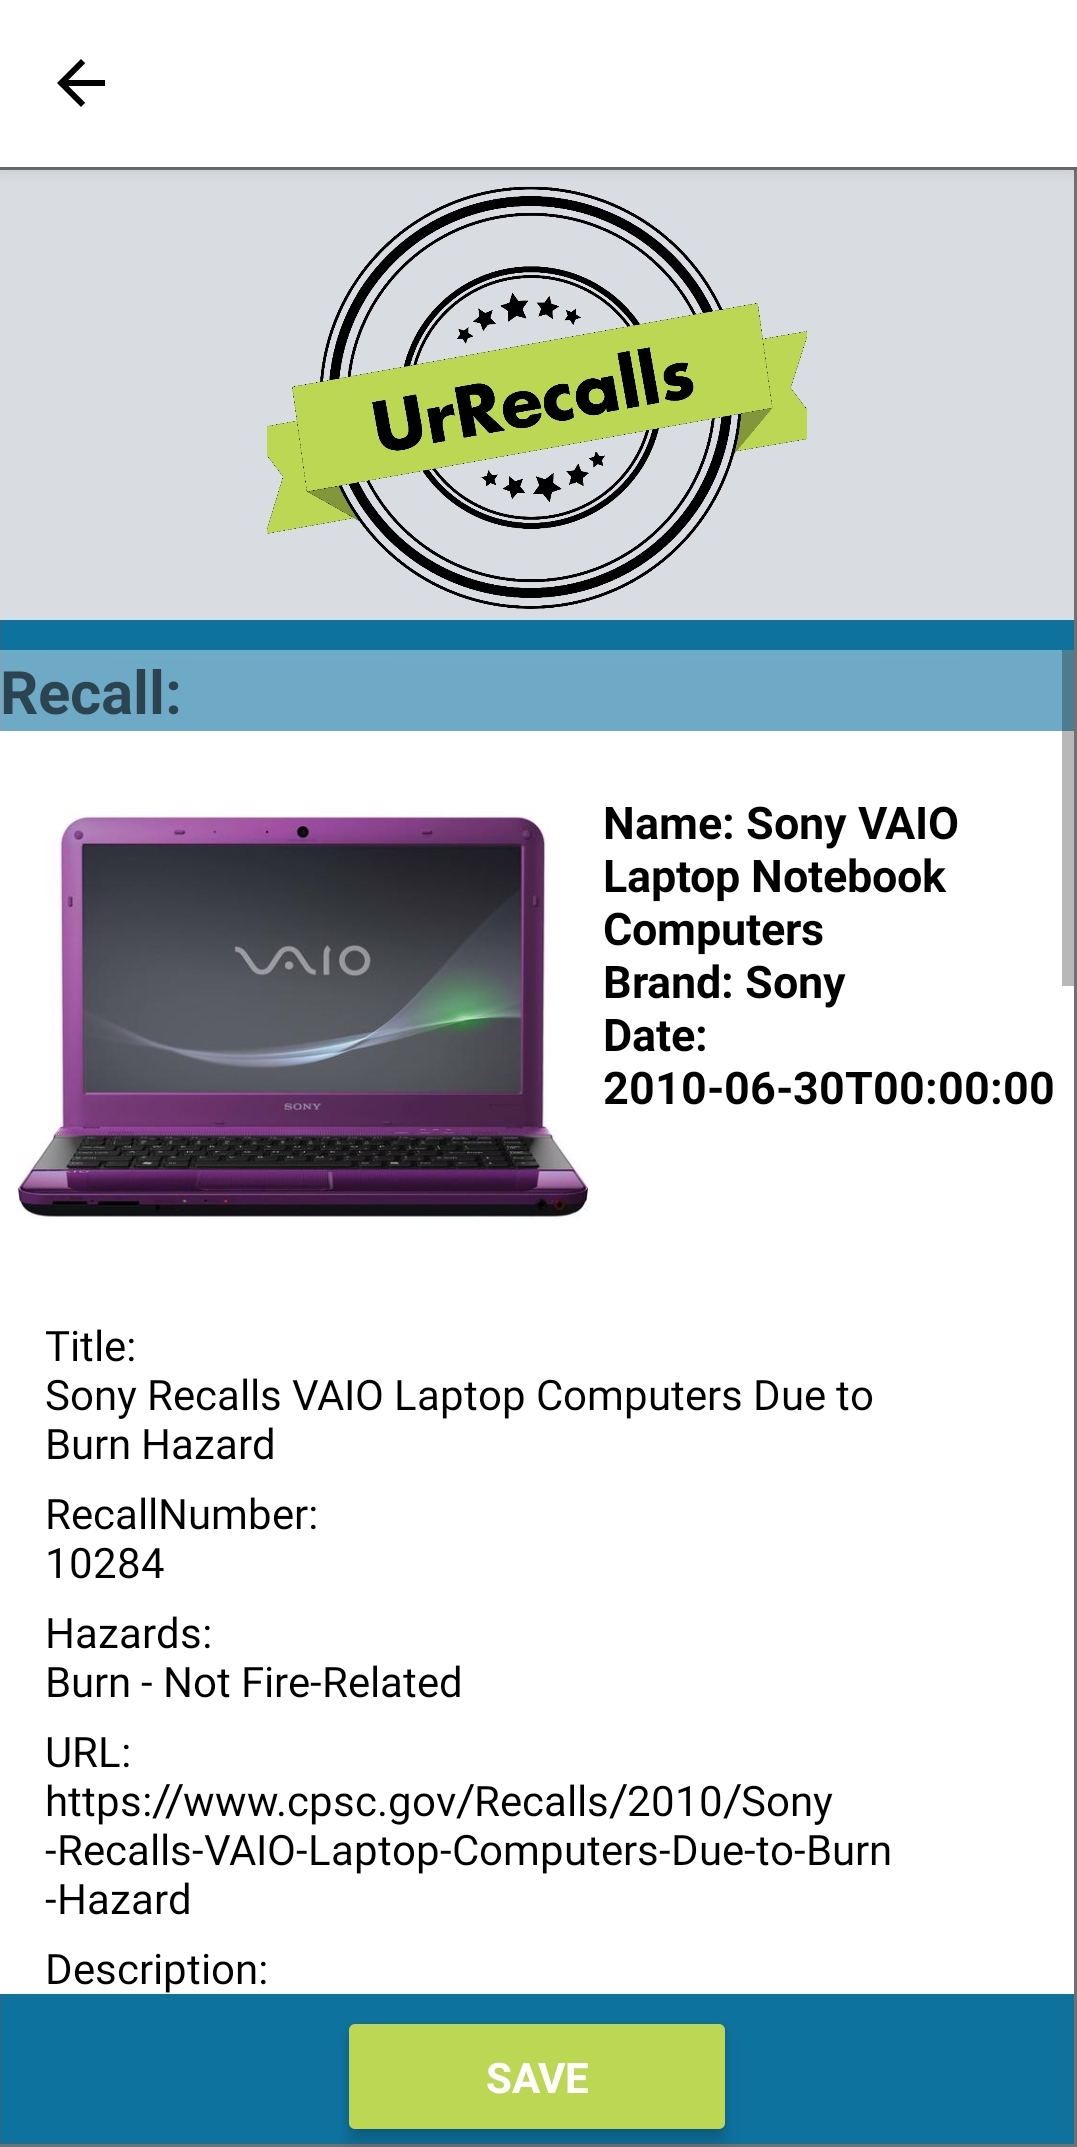 UrRecalls
Recall:
VAIO
SONY
Name: Sony VAIO
Laptop Notebook
Computers
Brand: Sony
Date:
2010-06-30T00:00:00
Title:
Sony Recalls VAIO Laptop Computers Due to
Burn Hazard
RecallNumber:
10284
Hazards:
Burn - Not Fire-Related
URL:
https://www.cpsc.gov/Recalls/2010/Sony
-Recalls-VAIO-Laptop-Computers-Due-to-Burn
-Hazard
Description:
SAVE